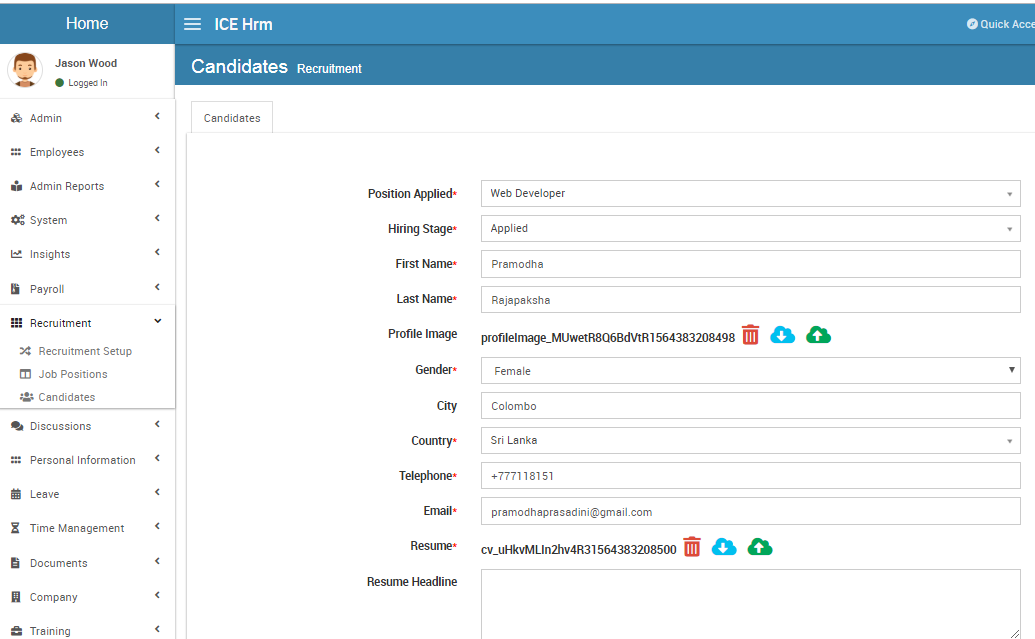 Home
ICE Hrm
Quick Acce
Jason Wood
Logged In
Candidates Recruitment
Admin
Employees
Admin Reports
System
Insights
Payroll
Recruitment
Recruitment Setup
Job Positions
Candidates
Discussions
Personal Information
Leave
Time Management
Documents
Company
Training
Candidates
Position Applied* Web Developer
Hiring Stage* Applied
First Name* Pramodha
Last Name* Rajapaksha
Profile Image profileImage_MUwetR8Q6BdVtR1564383208498
Gender* Female
City Colombo
Country* Sri Lanka
Telephone* +777118151
Email* pramodhaprasadini@gmail.com
Resume* cv_uHkvMLIn2hv4R31564383208500
Resume Headline